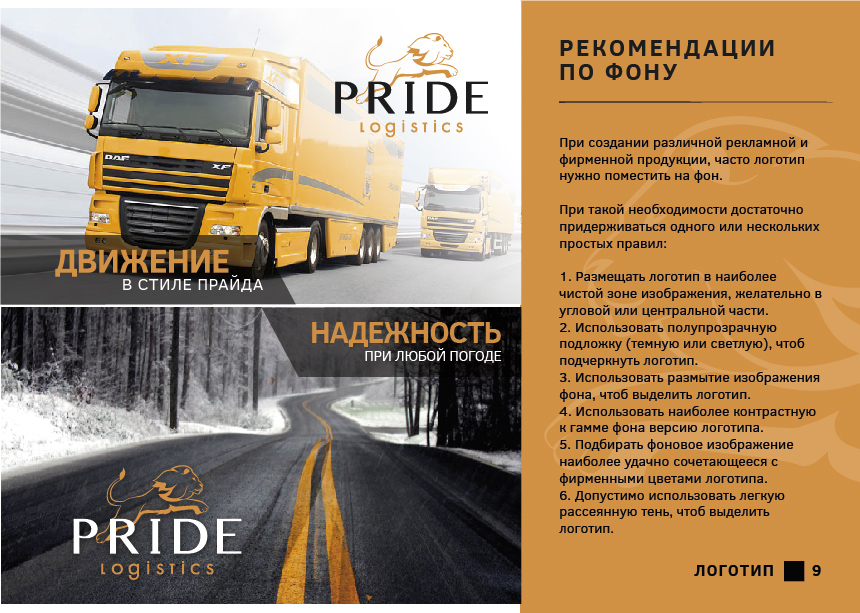 XF
DAF
XF
PRIDE
Logistics
ДВИЖЕНИЕ
В СТИЛЕ ПРАЙДА
НАДЕЖНОСТЬ
ПРИ ЛЮБОЙ ПОГОДЕ
PRIDE
Logistics
РЕКОМЕНДАЦИИ
ПО ФОНУ
При создании различной рекламной и
фирменной продукции, часто логотип
нужно поместить на фон.
При такой необходимости достаточно
придерживаться одного или нескольких
простых правил:
1. Размещать логотип в наиболее
чистой зоне изображения, желательно в
угловой или центральной части.
2. Использовать полупрозрачную
подложку (темную или светлую), чтоб
подчеркнуть логотип.
3. Использовать размытие изображения
фона, чтоб выделить логотип.
4. Использовать наиболее контрастную
к гамме фона версию логотипа.
5. Подбирать фоновое изображение
наиболее удачно сочетающееся с
фирменными цветами логотипа.
6. Допустимо использовать легкую
рассеянную тень, чтоб выделить
логотип.
ЛОГОТИП 9